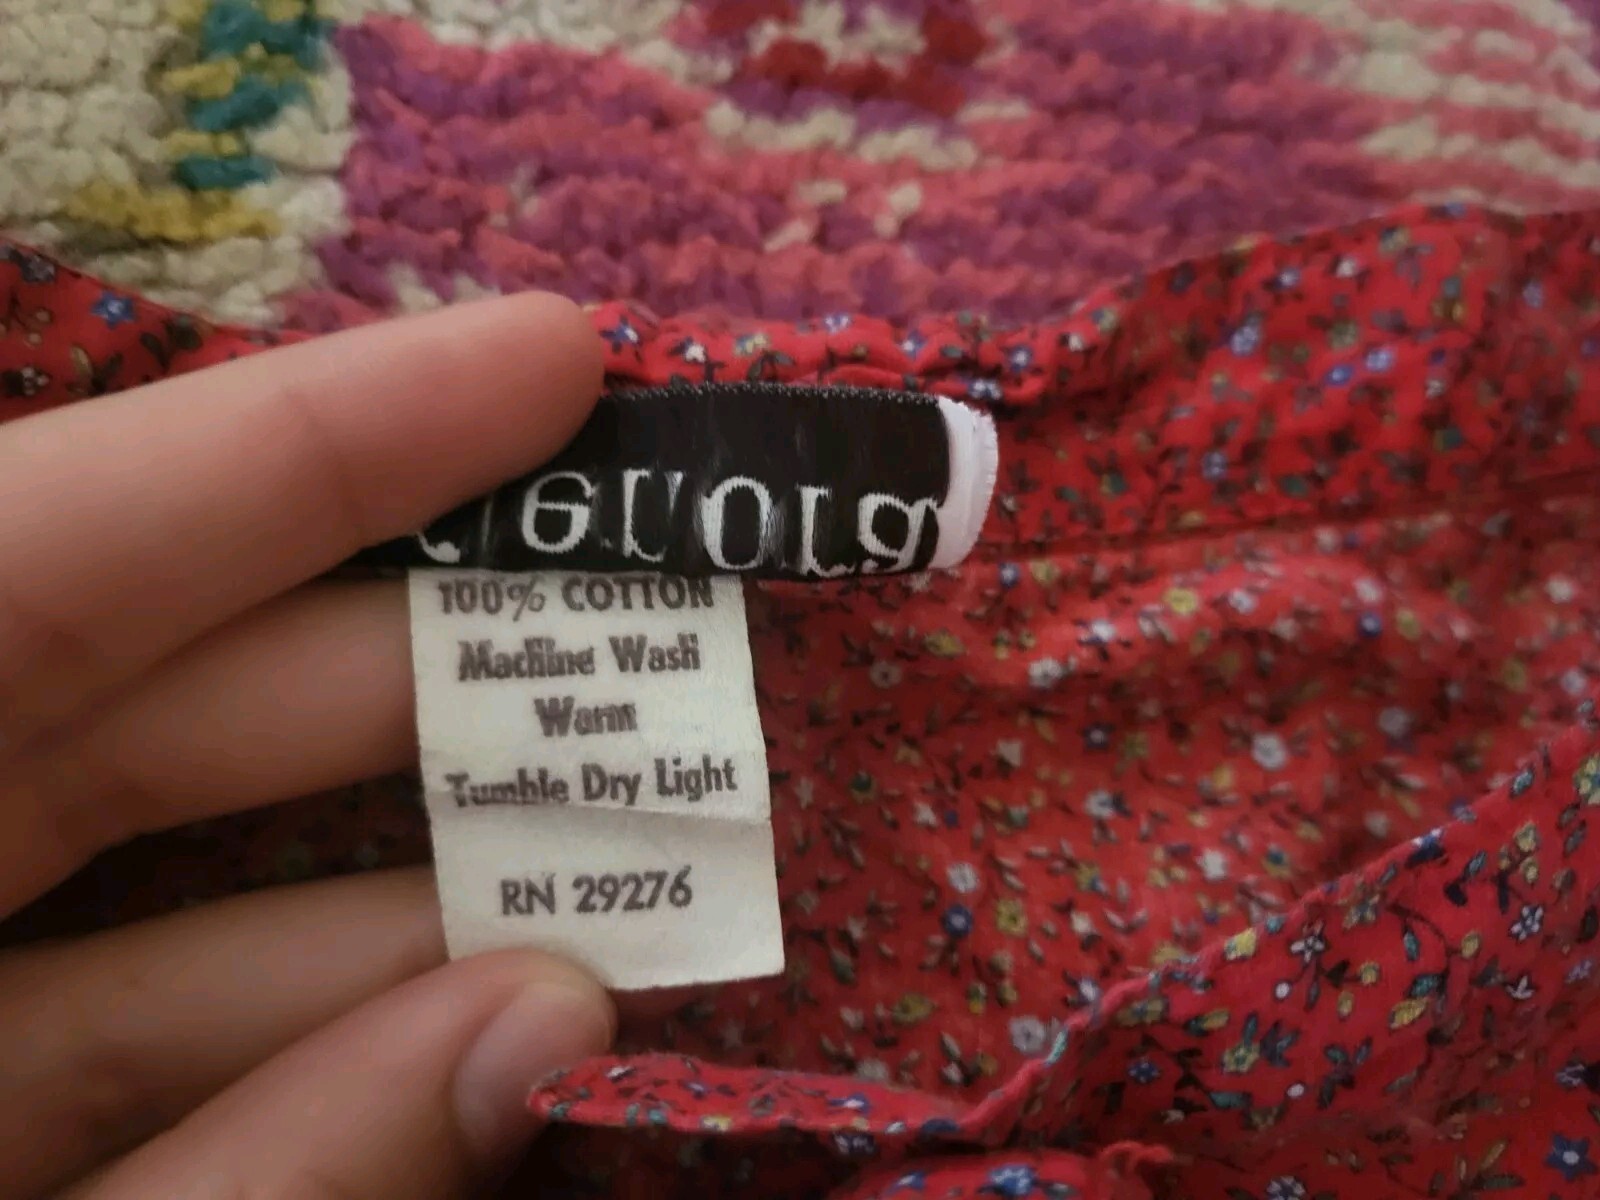 100% COTTON
Machine Wash
Warm
Tumble Dry Light
RN 29276